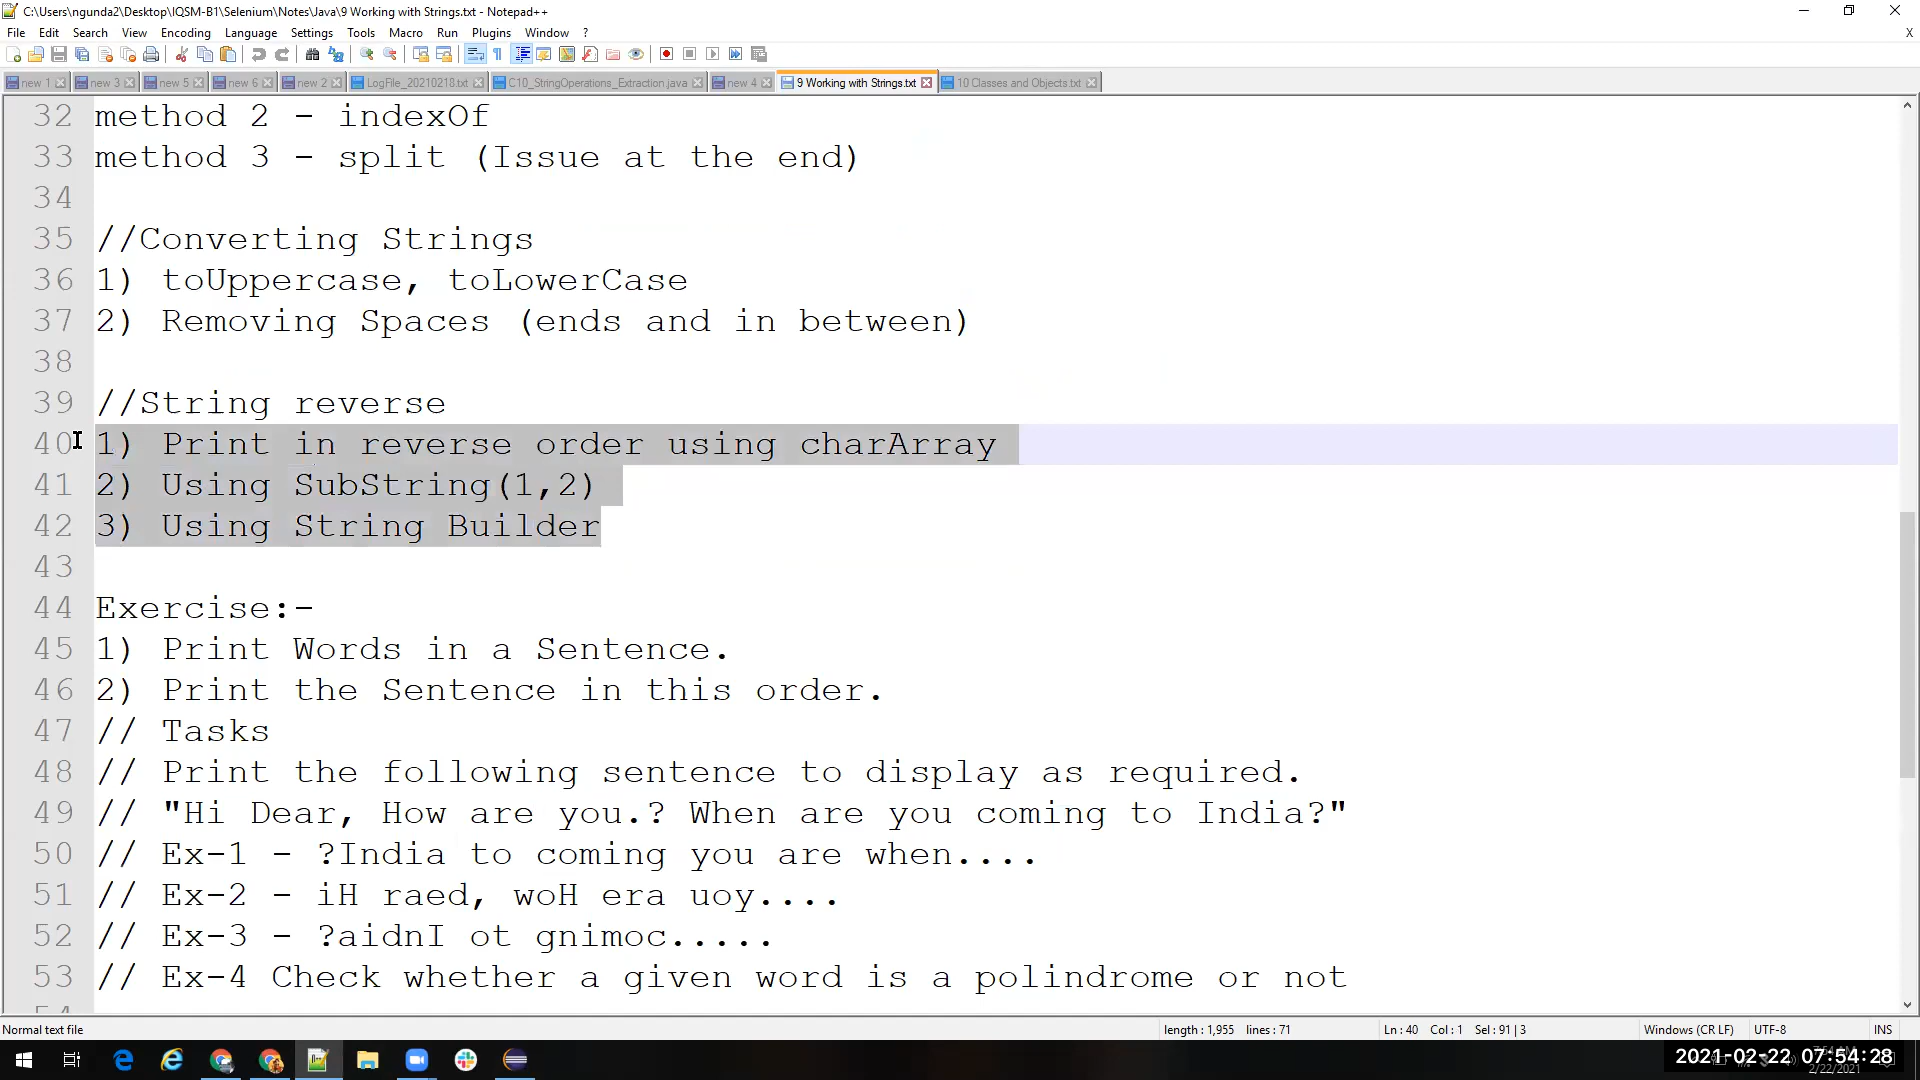 C:\Users\ngunda2\Desktop\IQSM-B1\Selenium\Notes\Java\9 Working with Strings.txt - Notepad++
File Edit Search View Encoding Language Settings Tools Macro Run Plugins Window ? X
new 1 new 3 new 5 new 6 new 2 LogFile_20210218.txt C10_StringOperations_Extraction.java new 4 9 Working with Strings.txt 10 Classes and Objects.txt
32 method 2 - indexOf
33 method 3 - split (Issue at the end)
34
35 //Converting Strings
36 1) toUppercase, toLowerCase
37 2) Removing Spaces (ends and in between)
38
39 //String reverse
40 1) Print in reverse order using charArray
41 2) Using SubString(1,2)
42 3) Using String Builder
43
44 Exercise:-
45 1) Print Words in a Sentence.
46 2) Print the Sentence in this order.
47 // Tasks
48 // Print the following sentence to display as required.
49 // "Hi Dear, How are you.? When are you coming to India?"
50 // Ex-1 - ?India to coming you are when....
51 // Ex-2 - iH raed, woH era uoy....
52 // Ex-3 - ?aidnI ot gnimoc.....
53 // Ex-4 Check whether a given word is a polindrome or not
Normal text file length : 1,955 lines : 71 Ln : 40 Col : 1 Sel : 91 | 3 Windows (CR LF) UTF-8 INS
2021-02-22 07:54:28
2/22/2021